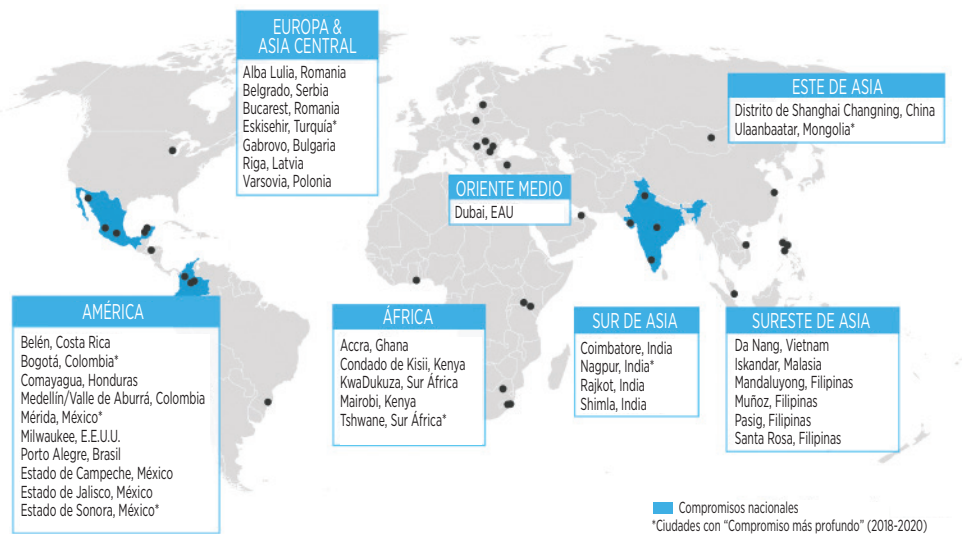 EUROPA &
ASIA CENTRAL
Alba Lulia, Romania
Belgrado, Serbia
Bucarest, Romania
Eskisehir, Turquía*
Gabrovo, Bulgaria
Riga, Latvia
Varsovia, Polonia
ESTE DE ASIA
Distrito de Shanghai Changning, China
Ulaanbaatar, Mongolia*
ORIENTE MEDIO
Dubai, EAU
AMÉRICA
Belén, Costa Rica
Bogotá, Colombia*
Comayagua, Honduras
Medellín/Valle de Aburrá, Colombia
Mérida, México*
Milwaukee, E.E.U.U.
Porto Alegre, Brasil
Estado de Campeche, México
Estado de Jalisco, México
Estado de Sonora, México*
ÁFRICA
Accra, Ghana
Condado de Kisii, Kenya
KwaDukuza, Sur África
Mairobi, Kenya
Tshwane, Sur África*
SUR DE ASIA
Coimbatore, India
Nagpur, India*
Rajkot, India
Shimla, India
SURESTE DE ASIA
Da Nang, Vietnam
Iskandar, Malasia
Mandaluyong, Filipinas
Muñoz, Filipinas
Pasig, Filipinas
Santa Rosa, Filipinas
Compromisos nacionales
*Ciudades con “Compromiso más profundo” (2018-2020)